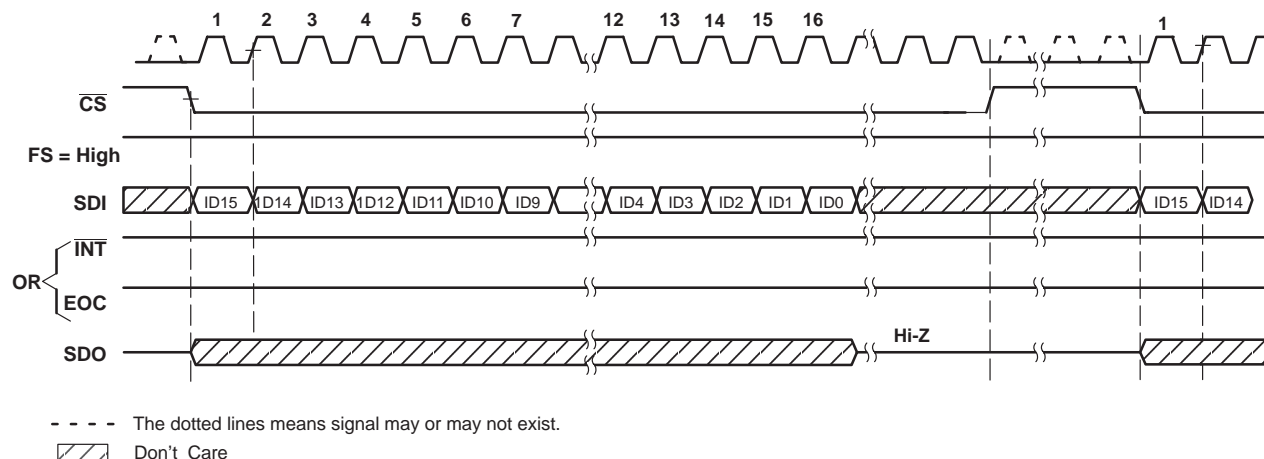 1 2 3 4 5 6 7 12 13 14 15 16 1
CS
FS = High
SDI ID15 1D14 ID13 1D12 ID11 ID10 ID9 ID4 ID3 ID2 ID1 ID0 ID15 ID14
INT
OR
EOC
SDO Hi-Z
The dotted lines means signal may or may not exist.
Don't Care